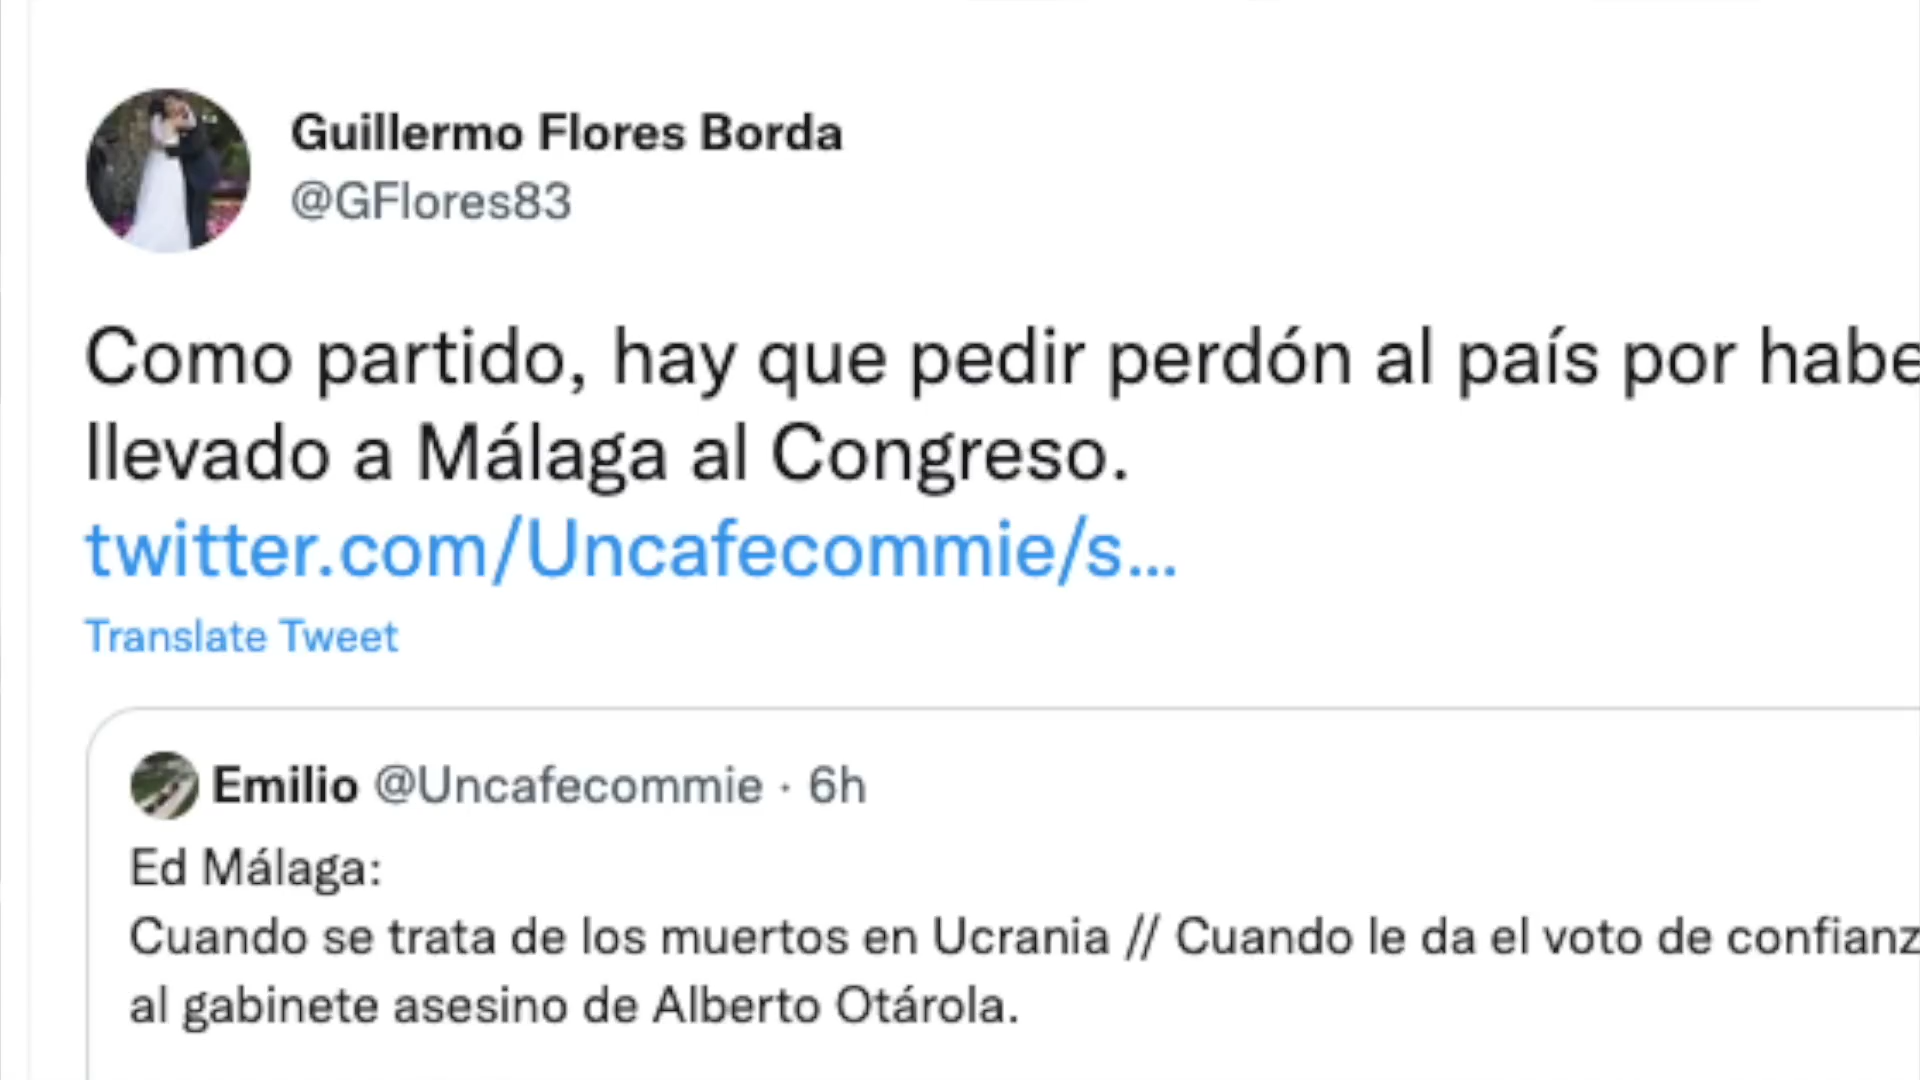 Guillermo Flores Borda
@GFlores83
Como partido, hay que pedir perdón al país por habe
llevado a Málaga al Congreso.
twitter.com/Uncafecommie/s...
Translate Tweet
Emilio @Uncafecommie · 6h
Ed Málaga:
Cuando se trata de los muertos en Ucrania // Cuando le da el voto de confianz
al gabinete asesino de Alberto Otárola.